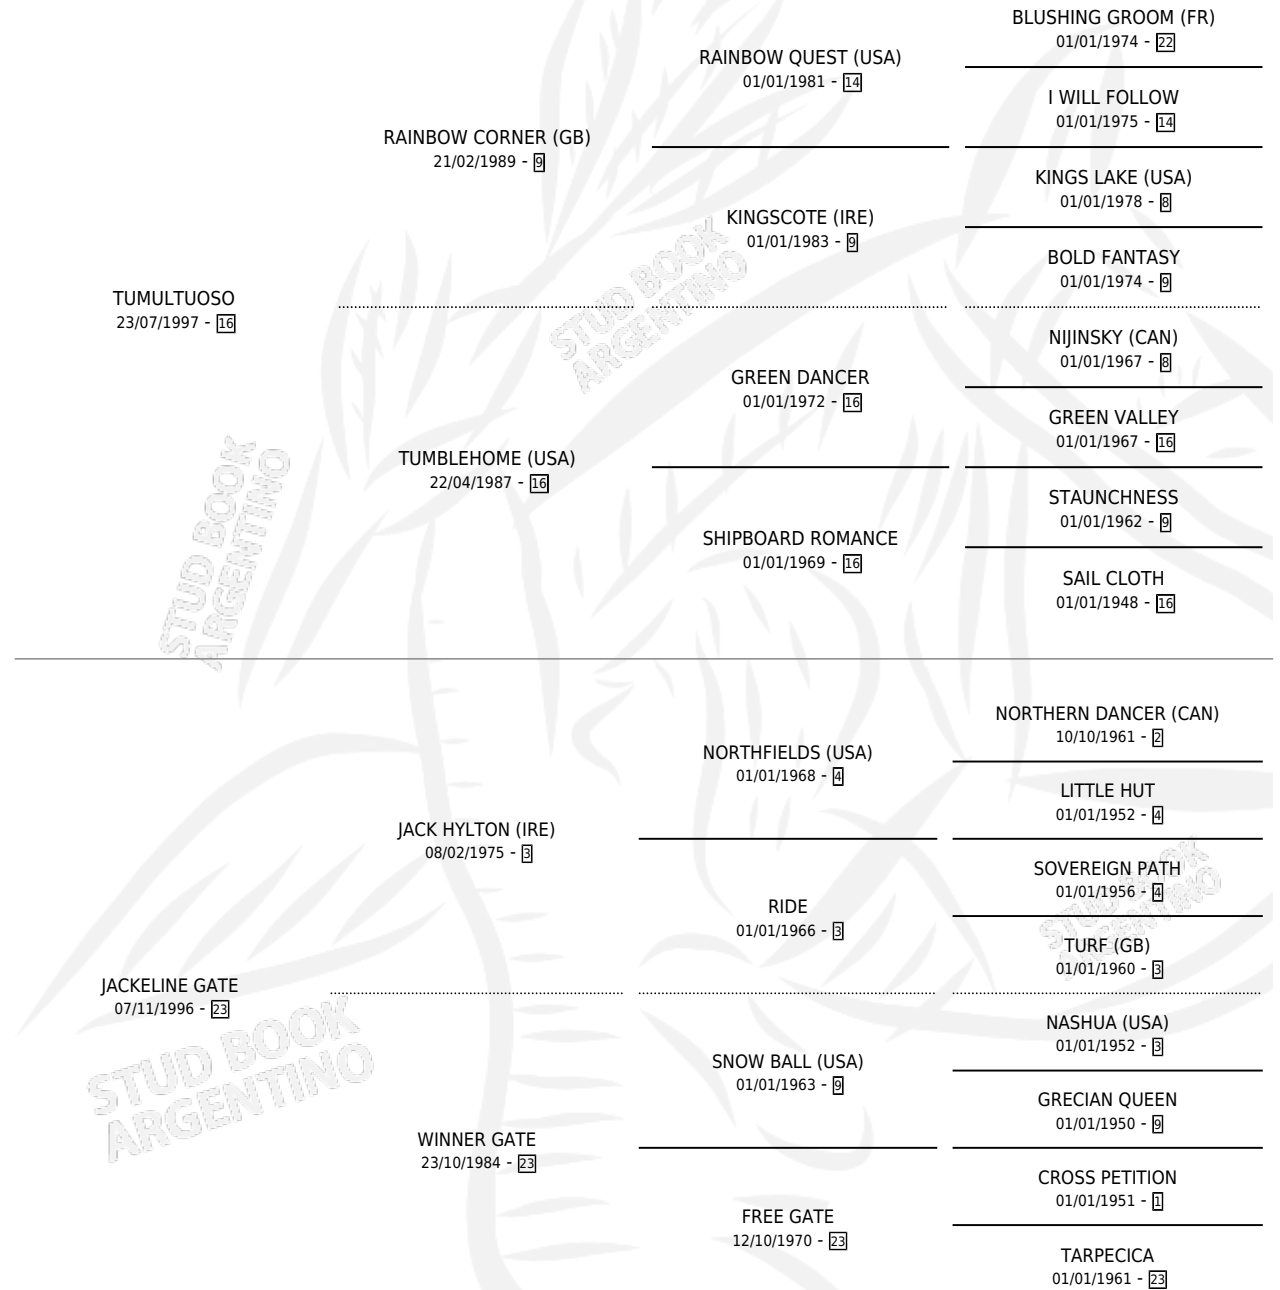 BLUSHING GROOM (FR)
01/01/1974 - 22
RAINBOW QUEST (USA)
01/01/1981 - 14
I WILL FOLLOW
01/01/1975 - 14
RAINBOW CORNER (GB)
21/02/1989 - 9
KINGS LAKE (USA)
01/01/1978 - 8
KINGSCOTE (IRE)
01/01/1983 - 9
BOLD FANTASY
01/01/1974 - 9
TUMULTUOSO
23/07/1997 - 16
STUD BOOK
ARGENTINO
NIJINSKY (CAN)
01/01/1967 - 8
GREEN DANCER
01/01/1972 - 16
GREEN VALLEY
01/01/1967 - 16
TUMBLEHOME (USA)
22/04/1987 - 16
STAUNCHNESS
01/01/1962 - 9
SHIPBOARD ROMANCE
01/01/1969 - 16
SAIL CLOTH
01/01/1948 - 16
STUD BOOK
ARGENTINO
NORTHERN DANCER (CAN)
10/10/1961 - 2
NORTHFIELDS (USA)
01/01/1968 - 4
LITTLE HUT
01/01/1952 - 4
JACK HYLTON (IRE)
08/02/1975 - 3
SOVEREIGN PATH
01/01/1956 - 4
RIDE
01/01/1966 - 3
TURF (GB)
01/01/1960 - 3
STUD BOOK
ARGENTINO
JACKELINE GATE
07/11/1996 - 23
NASHUA (USA)
01/01/1952 - 3
SNOW BALL (USA)
01/01/1963 - 9
GRECIAN QUEEN
01/01/1950 - 9
STUD BOOK
ARGENTINO
WINNER GATE
23/10/1984 - 23
CROSS PETITION
01/01/1951 - 1
FREE GATE
12/10/1970 - 23
TARPECICA
01/01/1961 - 23